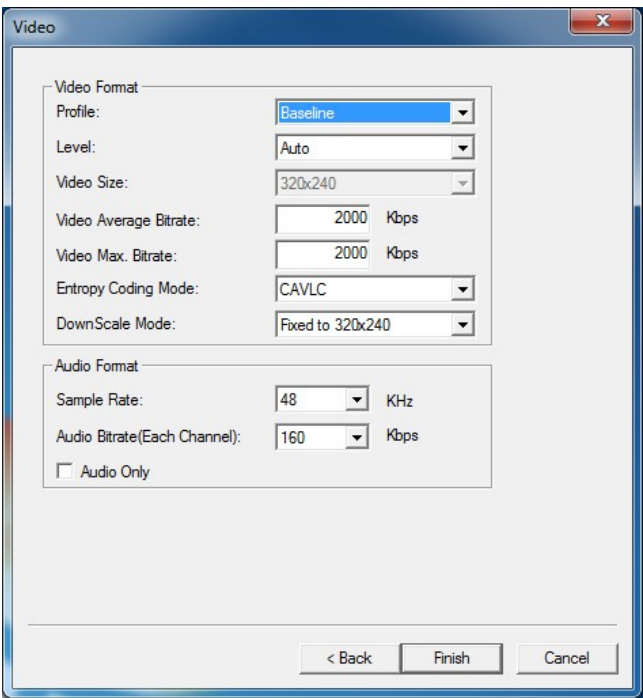 Video
Video Format
Profile: Baseline
Level: Auto
Video Size: 320x240
Video Average Bitrate: 2000 Kbps
Video Max. Bitrate: 2000 Kbps
Entropy Coding Mode: CAVLC
DownScale Mode: Fixed to 320x240
Audio Format
Sample Rate: 48 KHz
Audio Bitrate(Each Channel): 160 Kbps
Audio Only
< Back Finish Cancel